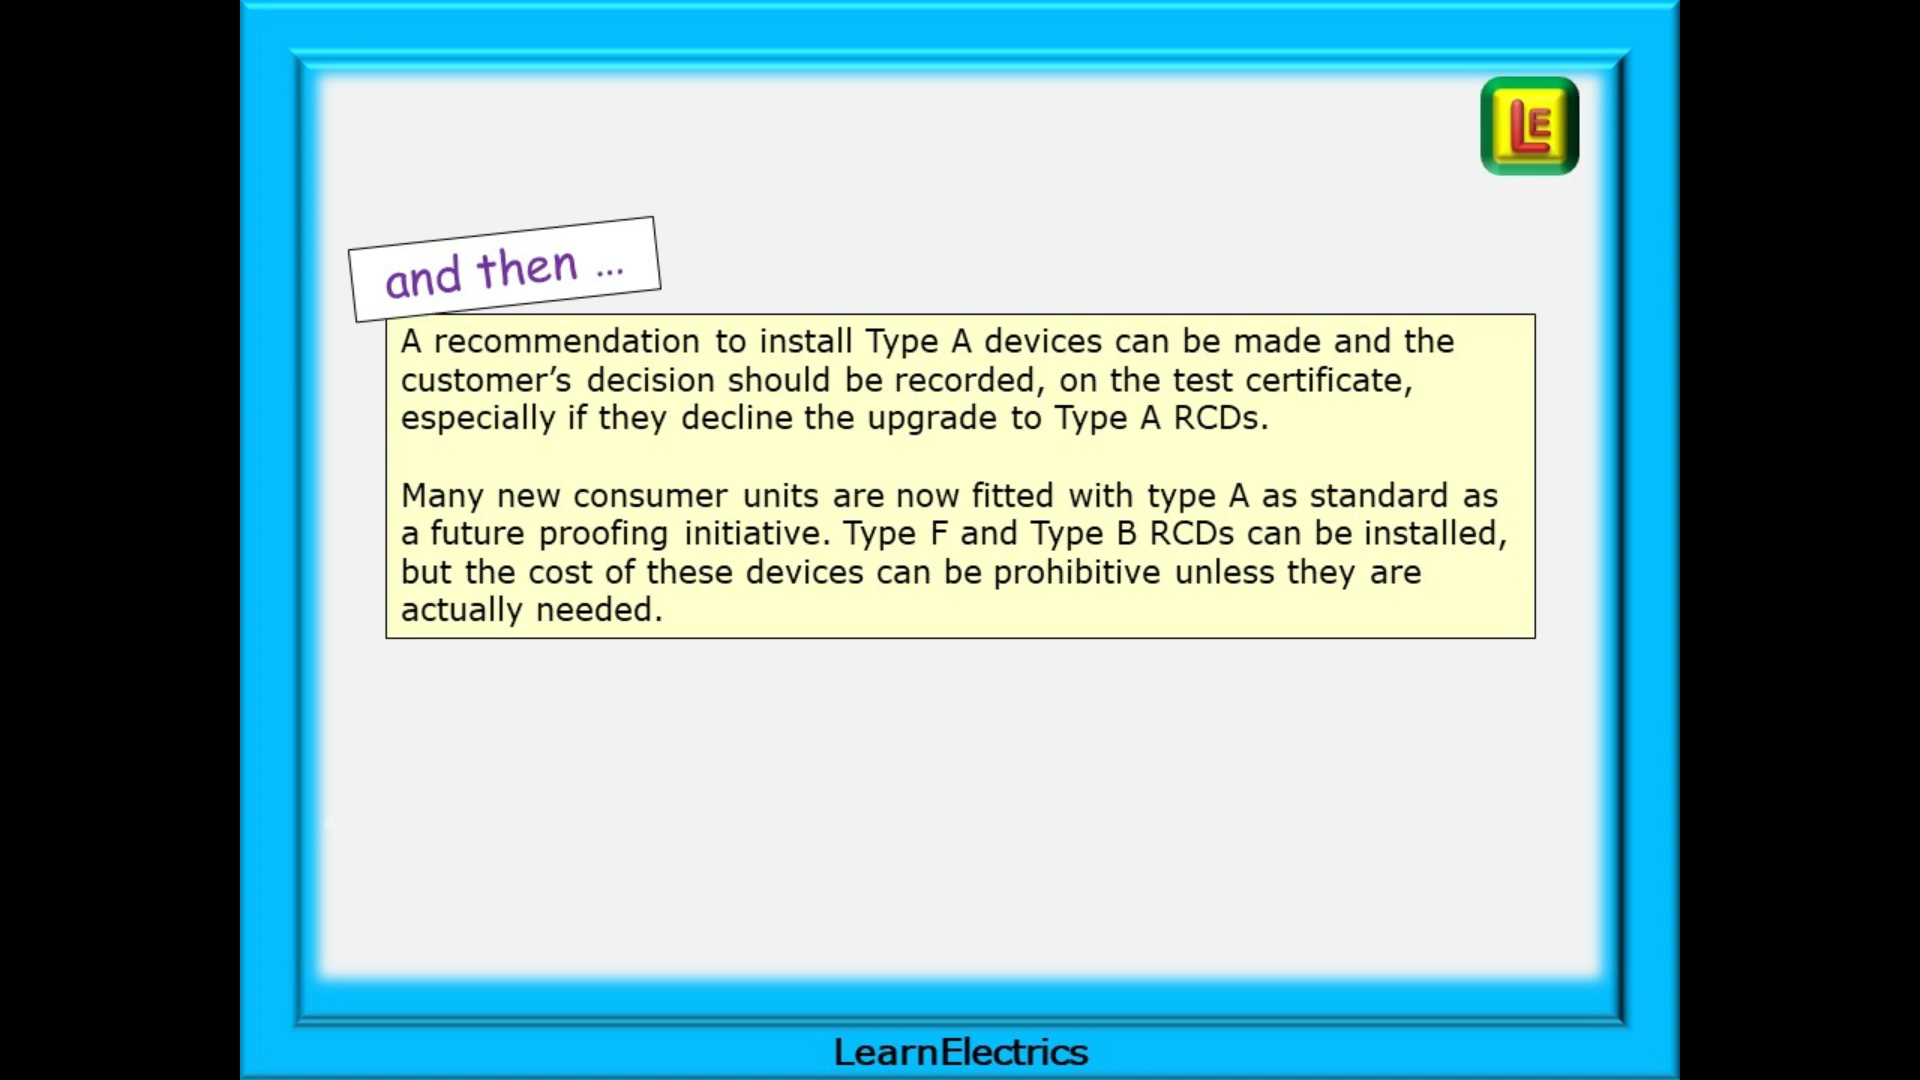 LE
and then ...
A recommendation to install Type A devices can be made and the
customer’s decision should be recorded, on the test certificate,
especially if they decline the upgrade to Type A RCDs.
Many new consumer units are now fitted with type A as standard as
a future proofing initiative. Type F and Type B RCDs can be installed,
but the cost of these devices can be prohibitive unless they are
actually needed.
LearnElectrics